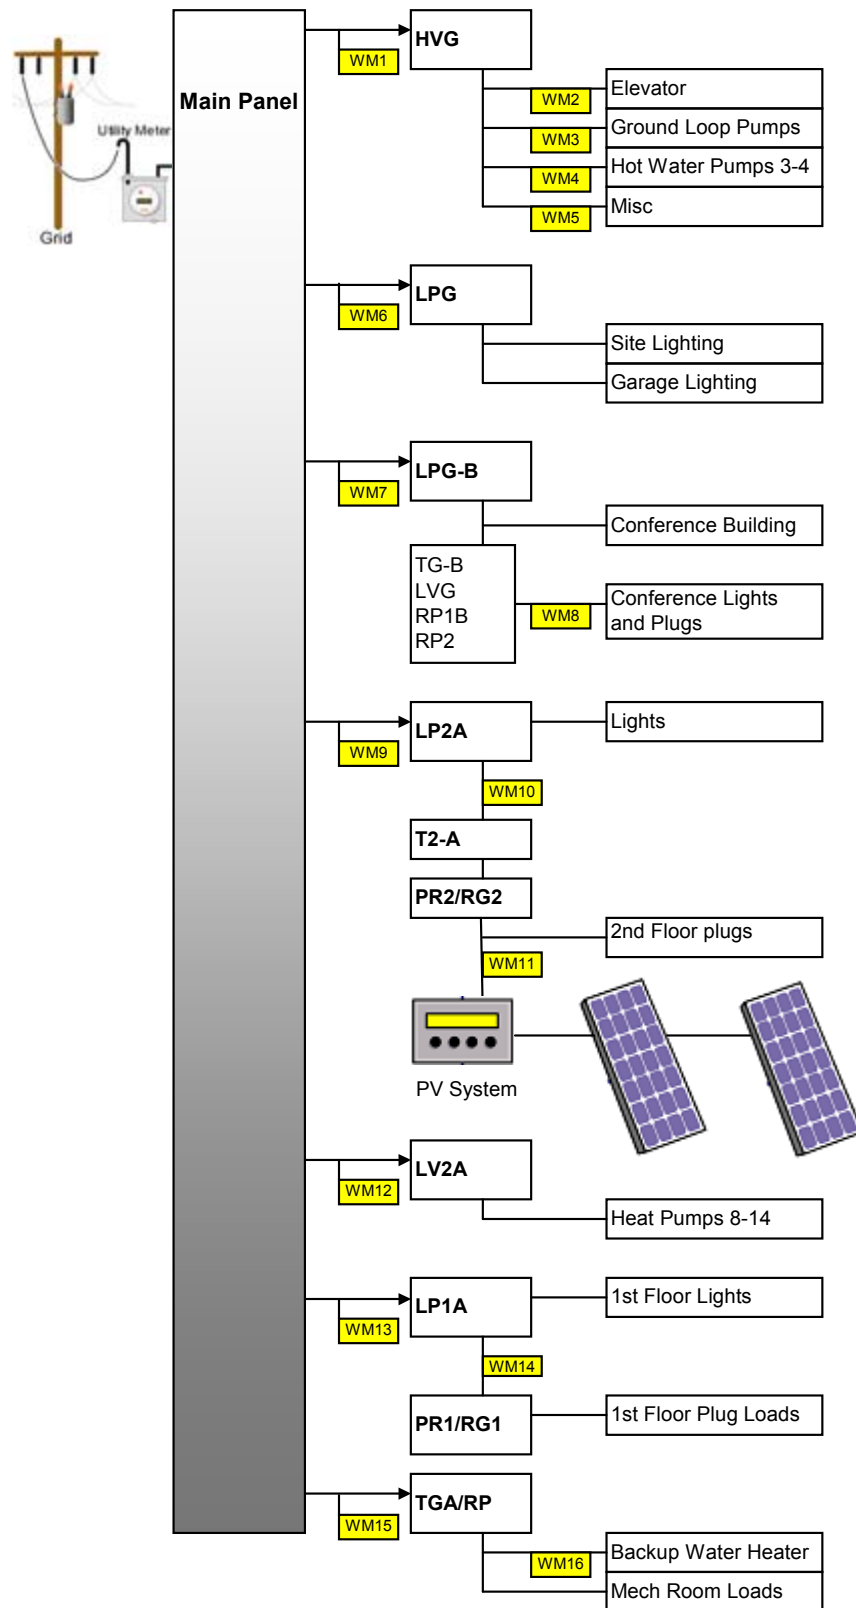 HVG
WM1
Main Panel
Elevator
WM2
Ground Loop Pumps
WM3
Utility Meter
Hot Water Pumps 3-4
WM4
Misc
WM5
Grid
LPG
WM6
Site Lighting
Garage Lighting
LPG-B
WM7
Conference Building
TG-B
LVG
RP1B
RP2
WM8
Conference Lights
and Plugs
LP2A
Lights
WM9
WM10
T2-A
PR2/RG2
2nd Floor plugs
WM11
PV System
LV2A
WM12
Heat Pumps 8-14
LP1A
1st Floor Lights
WM13
WM14
PR1/RG1
1st Floor Plug Loads
TGA/RP
WM15
Backup Water Heater
WM16
Mech Room Loads